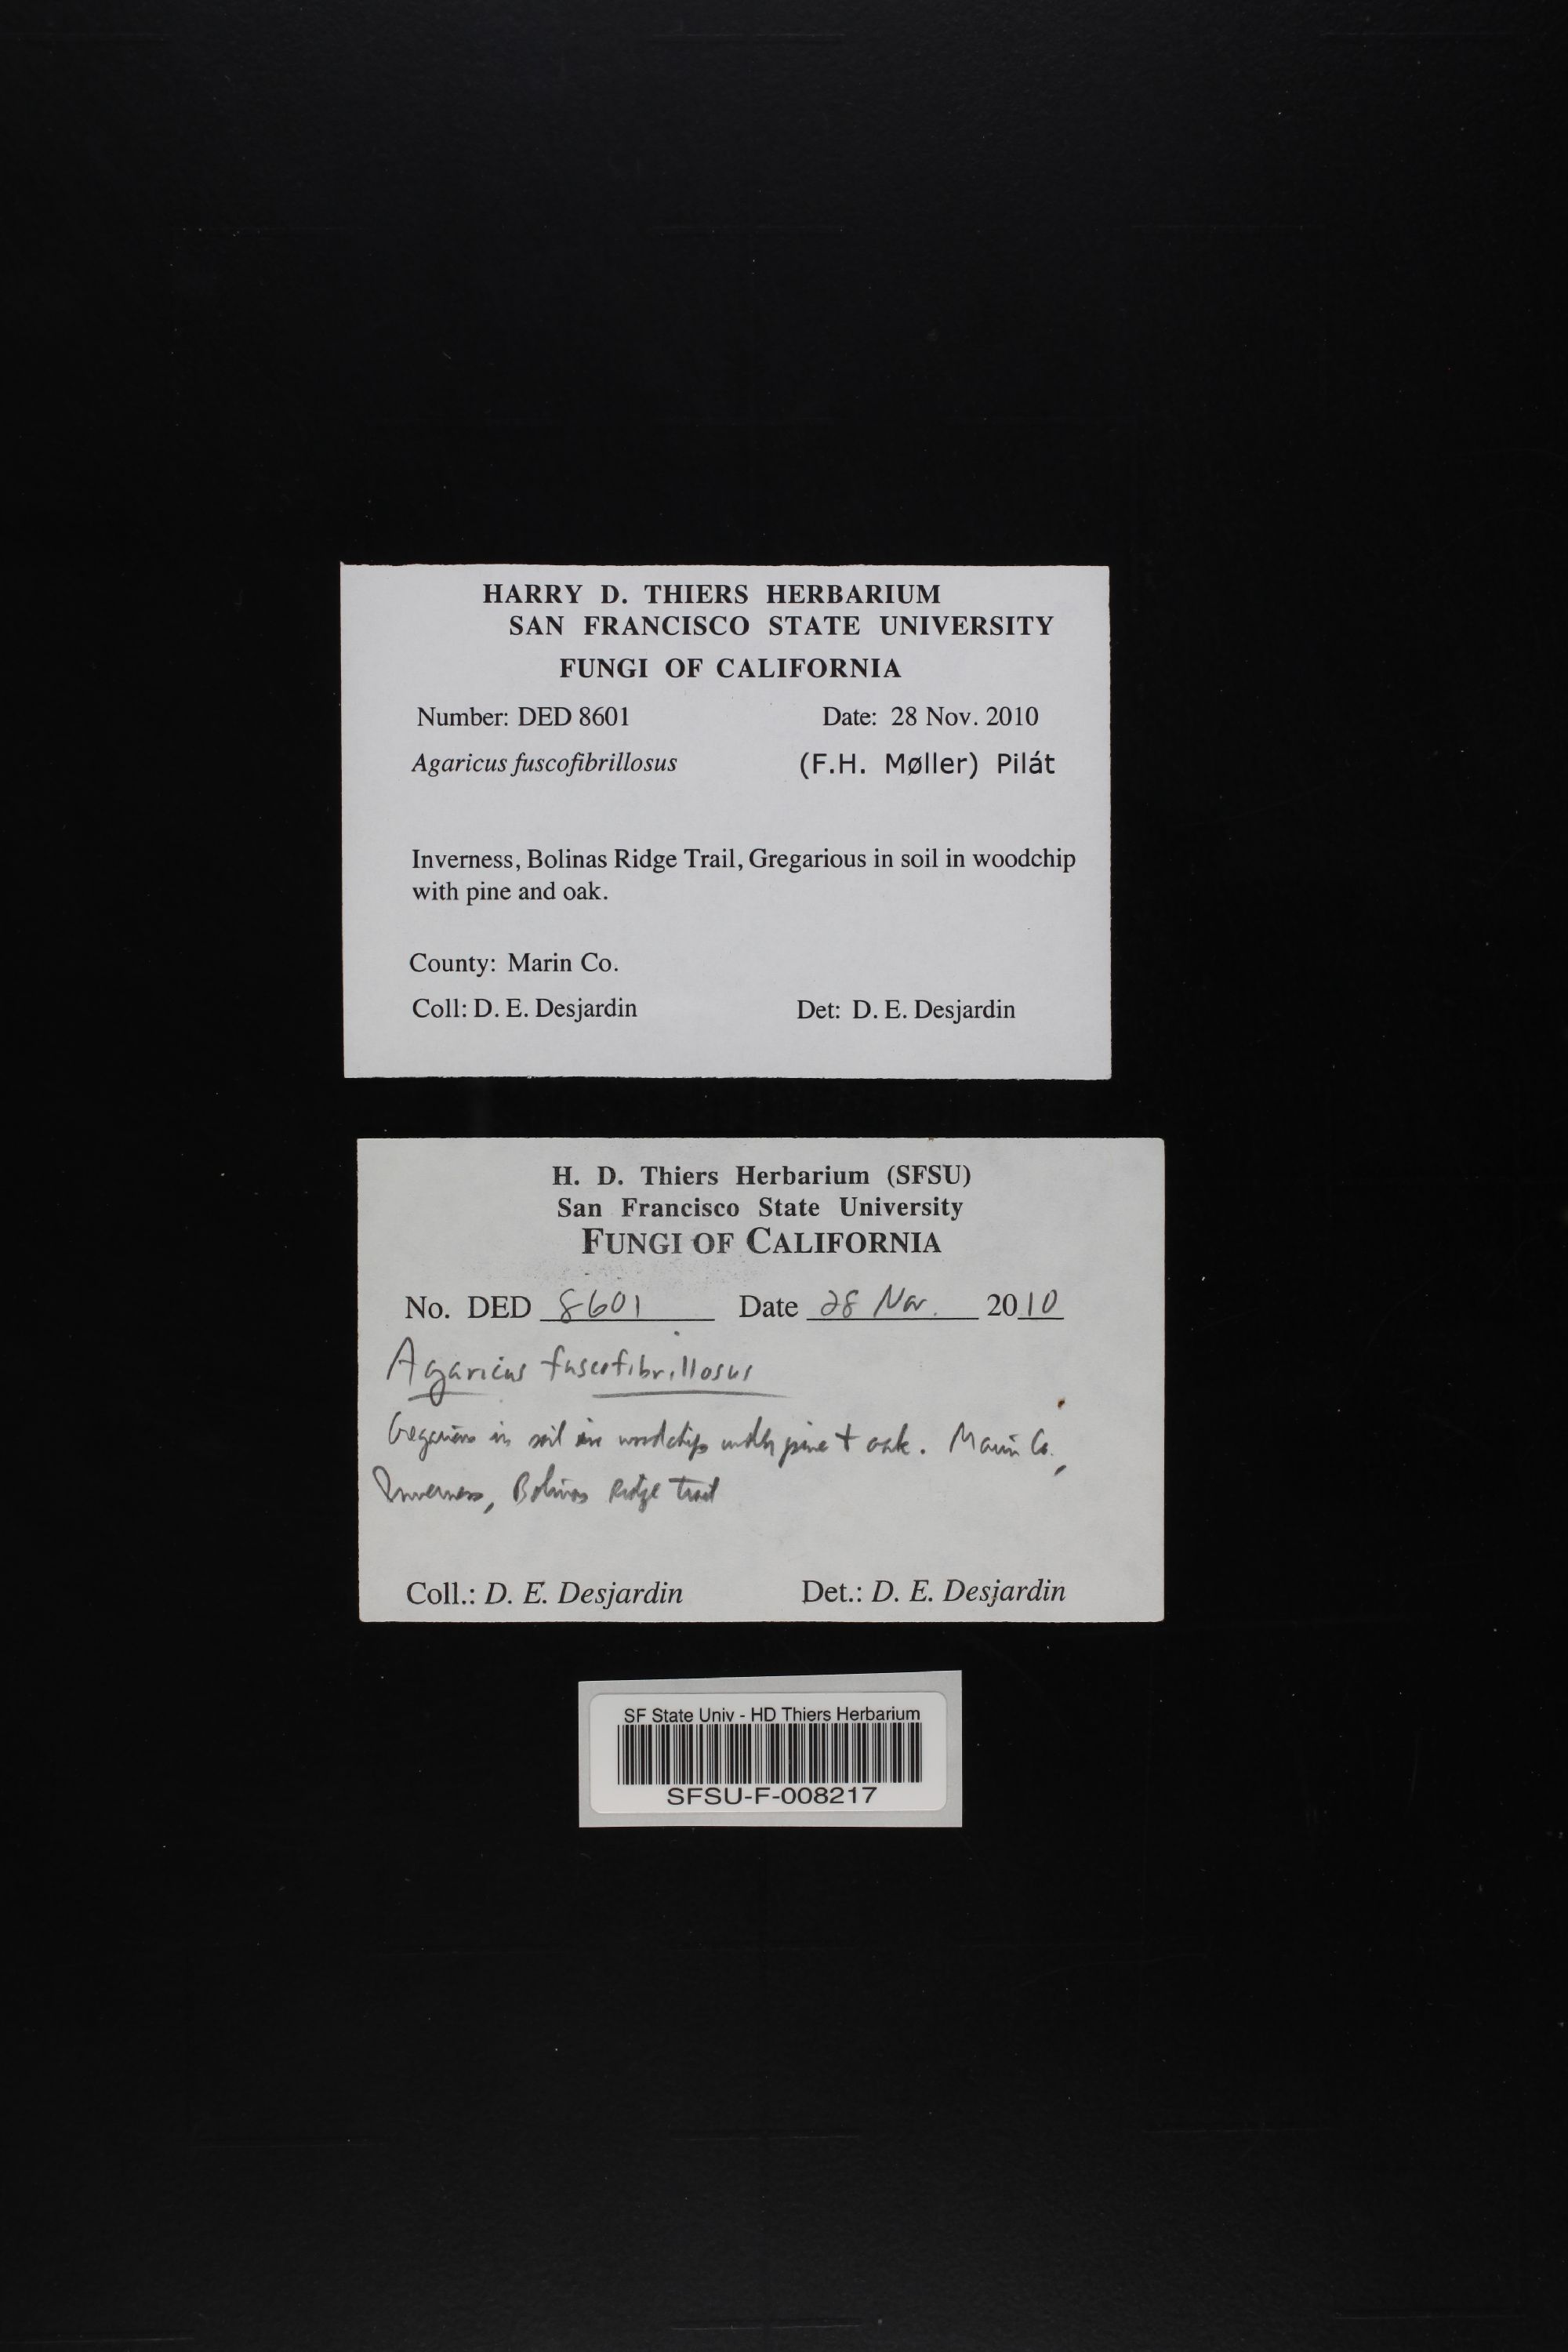 HARRY D. THIERS HERBARIUM
SAN FRANCISCO STATE UNIVERSITY
FUNGI OF CALIFORNIA
Number: DED 8601 Date: 28 Nov. 2010
Agaricus fuscofibrillosus (F.H. Møller) Pilát
Inverness, Bolinas Ridge Trail, Gregarious in soil in woodchip
with pine and oak.
County: Marin Co.
Coll: D. E. Desjardin Det: D. E. Desjardin
H. D. Thiers Herbarium (SFSU)
San Francisco State University
FUNGI OF CALIFORNIA
No. DED 8601 Date 28 Nov. 2010
Agaricus fuscofibrillosus
Gregarious in soil in woodchips with pine + oak. Marin Co.,
Inverness, Bolinas Ridge trail
Coll.: D. E. Desjardin Det.: D. E. Desjardin
SF State Univ - HD Thiers Herbarium
SFSU-F-008217